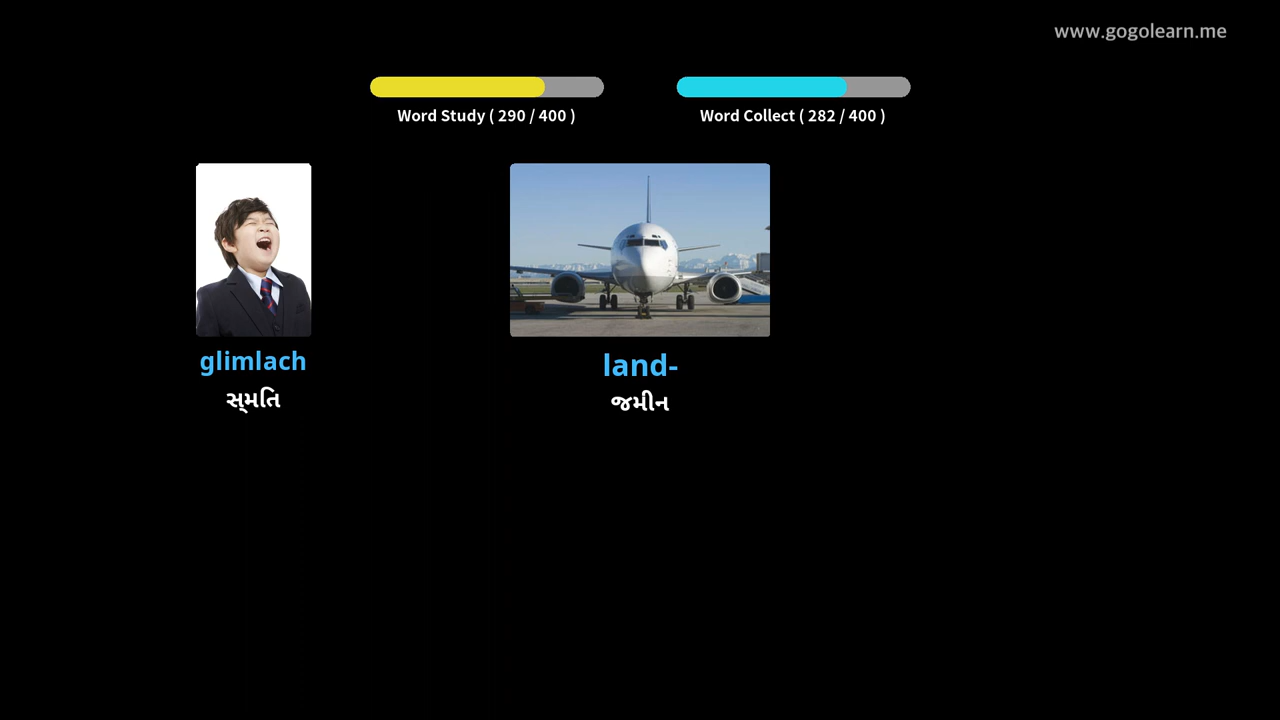 www.gogolearn.me
Word Study ( 290 / 400 )
Word Collect ( 282 / 400 )
glimlach
સ્મતિ
land-
જમીન